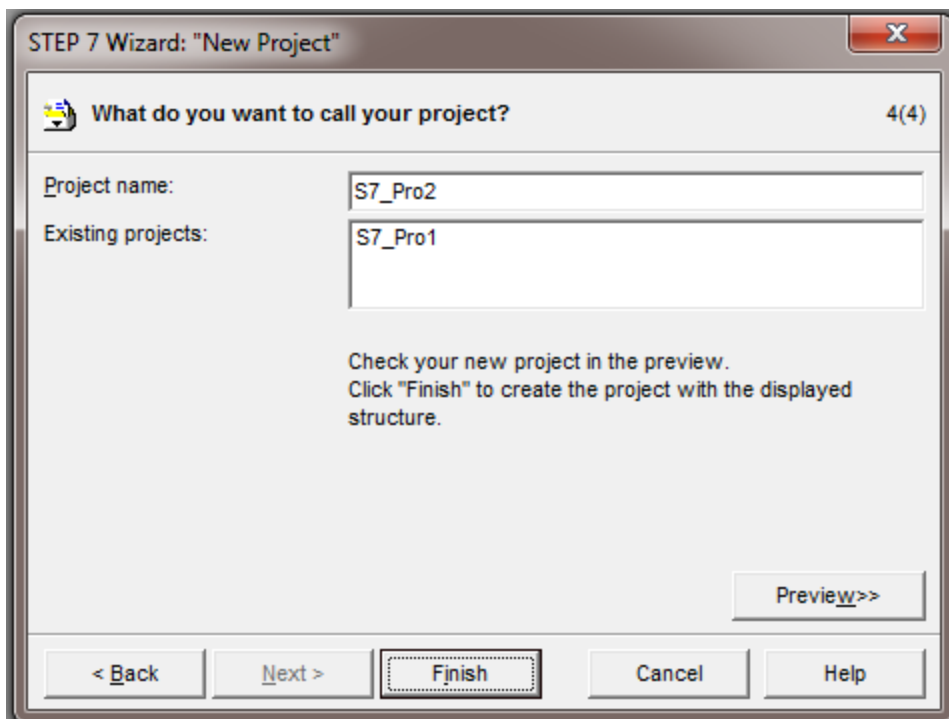 STEP 7 Wizard: "New Project"
What do you want to call your project?
4(4)
Project name:
S7_Pro2
Existing projects:
S7_Pro1
Check your new project in the preview.
Click "Finish" to create the project with the displayed
structure.
Preview>>
< Back
Next >
Finish
Cancel
Help